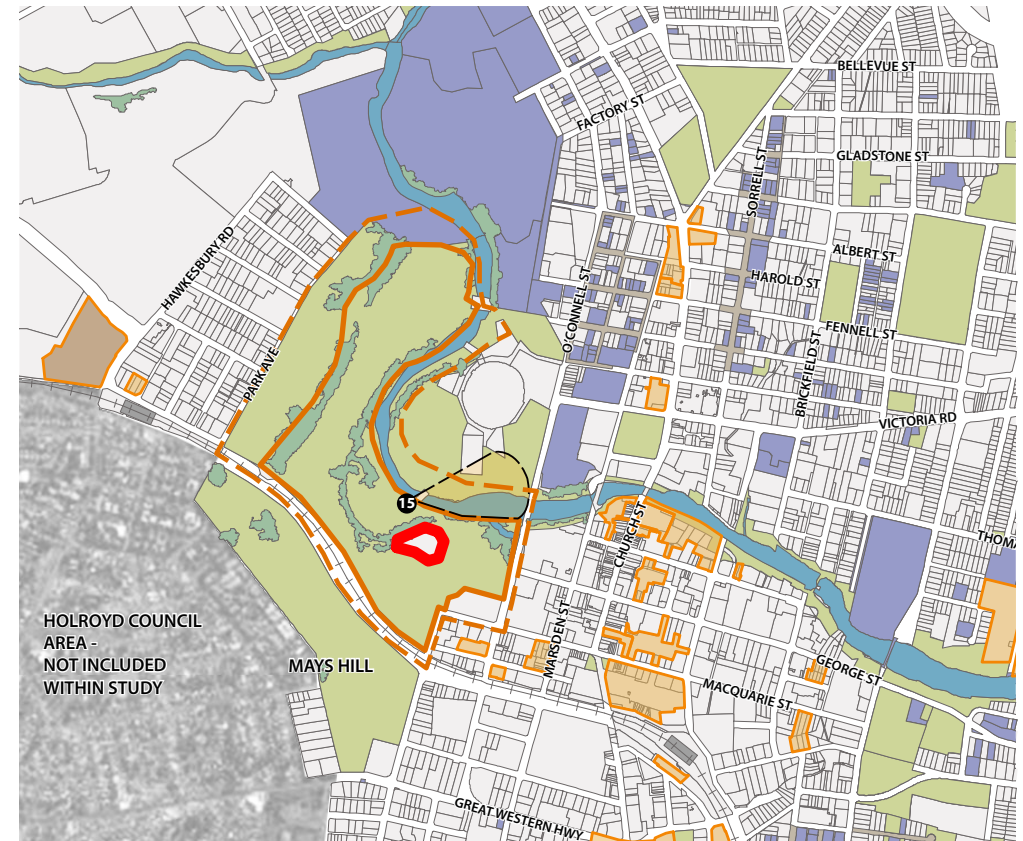 BELLEVUE ST
FACTORY ST
GLADSTONE ST
SORRELL ST
HAWKESBURY RD
ALBERT ST
HAROLD ST
O'CONNELL ST
FENNELL ST
PARK AVE
BRICKFIELD ST
VICTORIA RD
15
CHURCH ST
THOMA
HOLROYD COUNCIL
AREA -
NOT INCLUDED
WITHIN STUDY
MAYS HILL
MARSDEN ST
GEORGE ST
MACQUARIE ST
GREAT WESTERN HWY